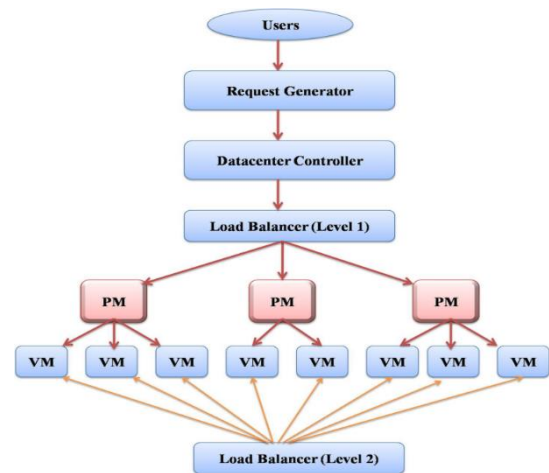 Users
Request Generator
Datacenter Controller
Load Balancer (Level 1)
PM PM PM
VM VM VM VM VM VM VM VM
Load Balancer (Level 2)